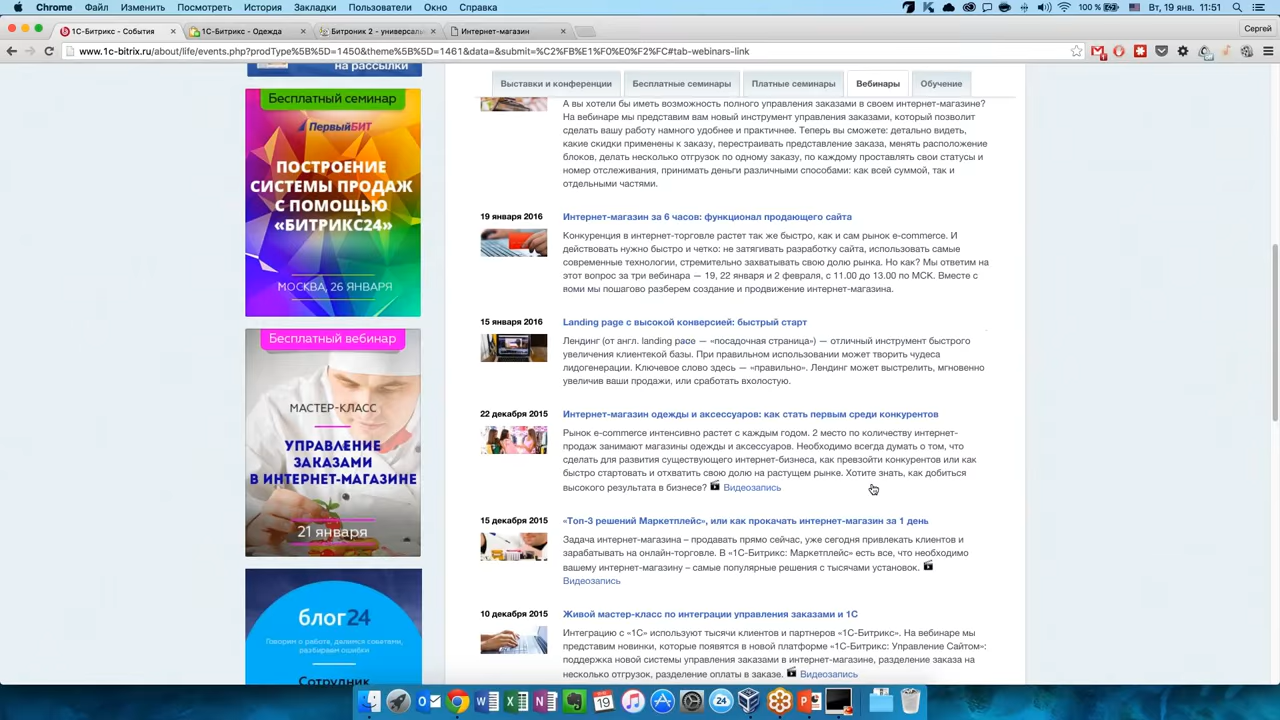 Chrome Файл Изменить Посмотреть История Закладки Пользователи Окно Справка
100 % Вт, 19 янв. 11:51
1С-Битрикс - События
1С-Битрикс - Одежда
Битроник 2 – универсаль
Интернет-магазин
Сергей
www.1c-bitrix.ru/about/life/events.php?prodType%5B%5D=1450&theme%5B%5D=1461&data=&submit=%C2%FB%E1%F0%E0%F2%FC#tab-webinars-link
на рассылки
Бесплатный семинар
ПервыйБИТ
ПОСТРОЕНИЕ
СИСТЕМЫ ПРОДАЖ
С ПОМОЩЬЮ
«БИТРИКС24»
МОСКВА, 26 ЯНВАРЯ
Бесплатный вебинар
МАСТЕР-КЛАСС
УПРАВЛЕНИЕ
ЗАКАЗАМИ
В ИНТЕРНЕТ-МАГАЗИНЕ
21 января
блог24
Говорим о работе, делимся советами,
разбираем ошибки
Сотрудник
Выставки и конференции
Бесплатные семинары
Платные семинары
Вебинары
Обучение
А вы хотели бы иметь возможность полного управления заказами в своем интернет-магазине?
На вебинаре мы представим вам новый инструмент управления заказами, который позволит
сделать вашу работу намного удобнее и практичнее. Теперь вы сможете: детально видеть,
какие скидки применены к заказу, перестраивать представление заказа, менять расположение
блоков, делать несколько отгрузок по одному заказу, по каждому проставлять свои статусы и
номер отслеживания, принимать деньги различными способами: как всей суммой, так и
отдельными частями.
19 января 2016 Интернет-магазин за 6 часов: функционал продающего сайта
Конкуренция в интернет-торговле растет так же быстро, как и сам рынок e-commerce. И
действовать нужно быстро и четко: не затягивать разработку сайта, использовать самые
современные технологии, стремительно захватывать свою долю рынка. Но как? Мы ответим на
этот вопрос за три вебинара — 19, 22 января и 2 февраля, с 11.00 до 13.00 по МСК. Вместе с
воми мы пошагово разберем создание и продвижение интернет-магазина.
15 января 2016 Landing page с высокой конверсией: быстрый старт
Лендинг (от англ. landing pace — «посадочная страница») — отличный инструмент быстрого
увеличения клиентекой базы. При правильном использовании может творить чудеса
лидогенерации. Ключевое слово здесь — «правильно». Лендинг может выстрелить, мгновенно
увеличив ваши продажи, или сработать вхолостую.
22 декабря 2015 Интернет-магазин одежды и аксессуаров: как стать первым среди конкурентов
Рынок e-commerce интенсивно растет с каждым годом. 2 место по количеству интернет-
продаж занимают магазины одежды и аксессуаров. Необходимо всегда думать о том, что
сделать для развития существующего интернет-бизнеса, как превзойти конкурентов или как
быстро стартовать и отхватить свою долю на растущем рынке. Хотите знать, как добиться
высокого результата в бизнесе? Видеозапись
15 декабря 2015 «Топ-3 решений Маркетплейс», или как прокачать интернет-магазин за 1 день
Задача интернет-магазина – продавать прямо сейчас, уже сегодня привлекать клиентов и
зарабатывать на онлайн-торговле. В «1С-Битрикс: Маркетплейс» есть все, что необходимо
вашему интернет-магазину – самые популярные решения с тысячами установок.
Видеозапись
10 декабря 2015 Живой мастер-класс по интеграции управления заказами и 1С
Интеграцию с «1С» используют тысячи клиентов и партнеров «1С-Битрикс». На вебинаре мы
представим новинки, которые появятся в новой платформе «1С-Битрикс: Управление Сайтом»:
поддержка новой системы управления заказами в интернет-магазине, разделение заказа на
несколько отгрузок, разделение оплаты в заказе. Видеозапись
19
24